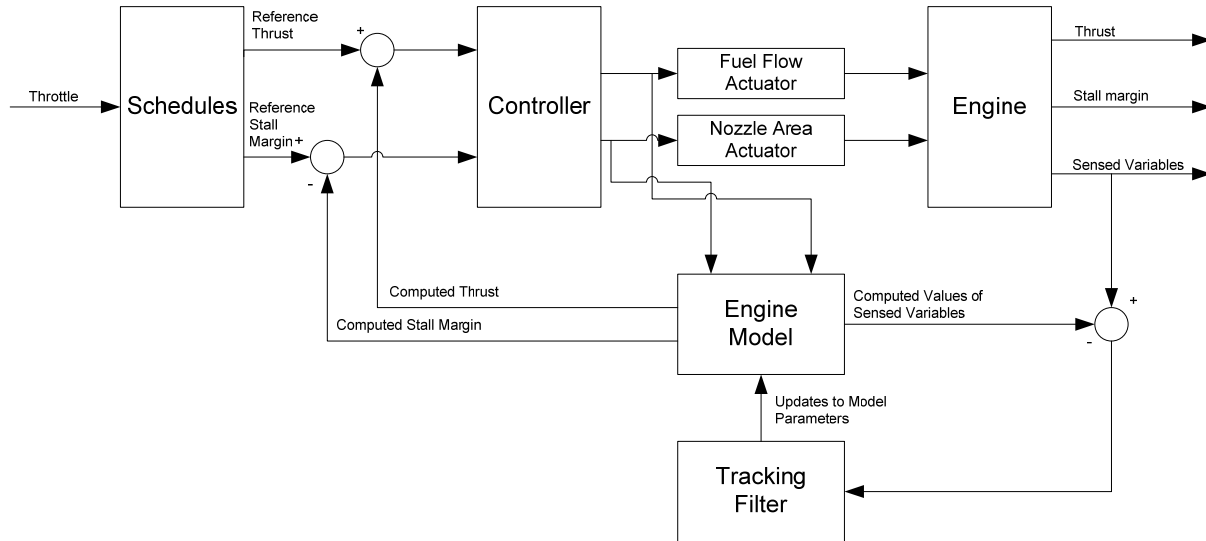 Throttle
Schedules
Reference
Thrust
Reference
Stall
Margin+
-
+
Controller
Fuel Flow
Actuator
Nozzle Area
Actuator
Engine
Thrust
Stall margin
Sensed Variables
Computed Thrust
Computed Stall Margin
Engine
Model
Computed Values of
Sensed Variables
+
-
Updates to Model
Parameters
Tracking
Filter